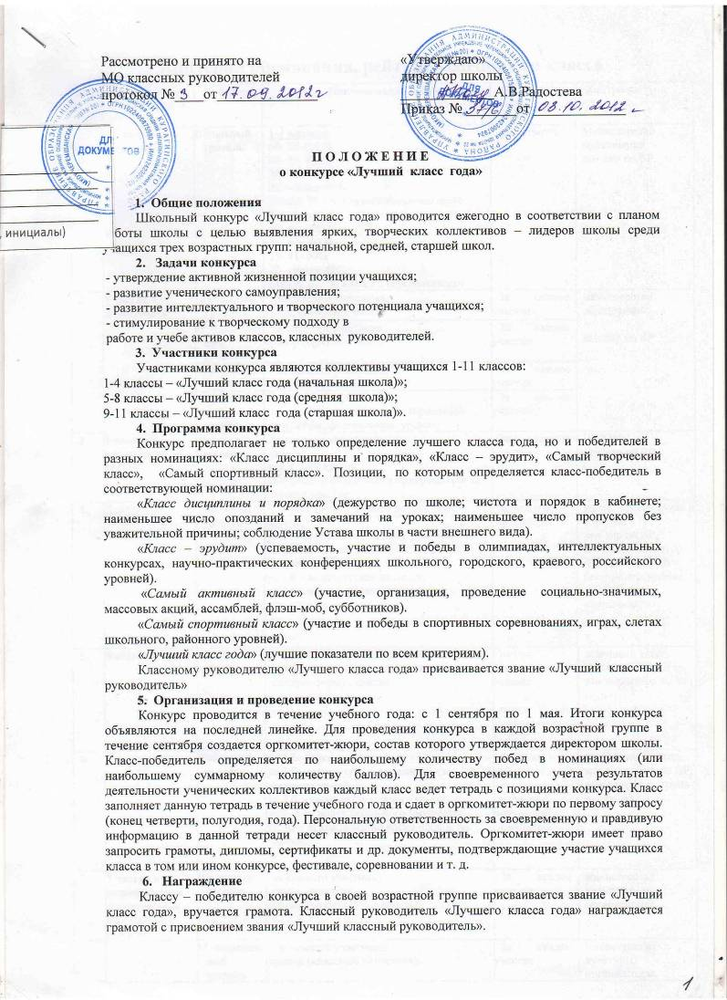 Рассмотрено и принято на
МО классных руководителей
протокол № 3 от 17.09.2012г
«Утверждаю»
директор школы
А.В.Радостева
Приказ № от 08.10.2012 г
ДЛЯ ДОКУМЕНТОВ
инициалы)
ПОЛОЖЕНИЕ
о конкурсе «Лучший класс года»
1. Общие положения
Школьный конкурс «Лучший класс года» проводится ежегодно в соответствии с планом
боты школы с целью выявления ярких, творческих коллективов – лидеров школы среди
учащихся трех возрастных групп: начальной, средней, старшей школ.
2. Задачи конкурса
- утверждение активной жизненной позиции учащихся;
- развитие ученического самоуправления;
- развитие интеллектуального и творческого потенциала учащихся;
- стимулирование к творческому подходу в
работе и учебе активов классов, классных руководителей.
3. Участники конкурса
Участниками конкурса являются коллективы учащихся 1-11 классов:
1-4 классы – «Лучший класс года (начальная школа)»;
5-8 классы – «Лучший класс года (средняя школа)»;
9-11 классы – «Лучший класс года (старшая школа)».
4. Программа конкурса
Конкурс предполагает не только определение лучшего класса года, но и победителей в
разных номинациях: «Класс дисциплины и порядка», «Класс – эрудит», «Самый творческий
класс», «Самый спортивный класс». Позиции, по которым определяется класс-победитель в
соответствующей номинации:
«Класс дисциплины и порядка» (дежурство по школе; чистота и порядок в кабинете;
наименьшее число опозданий и замечаний на уроках; наименьшее число пропусков без
уважительной причины; соблюдение Устава школы в части внешнего вида).
«Класс – эрудит» (успеваемость, участие и победы в олимпиадах, интеллектуальных
конкурсах, научно-практических конференциях школьного, городского, краевого, российского
уровней).
«Самый активный класс» (участие, организация, проведение социально-значимых,
массовых акций, ассамблей, флэш-моб, субботников).
«Самый спортивный класс» (участие и победы в спортивных соревнованиях, играх, слетах
школьного, районного уровней).
«Лучший класс года» (лучшие показатели по всем критериям).
Классному руководителю «Лучшего класса года» присваивается звание «Лучший классный
руководитель»
5. Организация и проведение конкурса
Конкурс проводится в течение учебного года: с 1 сентября по 1 мая. Итоги конкурса
объявляются на последней линейке. Для проведения конкурса в каждой возрастной группе в
течение сентября создается оргкомитет-жюри, состав которого утверждается директором школы.
Класс-победитель определяется по наибольшему количеству побед в номинациях (или
наибольшему суммарному количеству баллов). Для своевременного учета результатов
деятельности ученических коллективов каждый класс ведет тетрадь с позициями конкурса. Класс
заполняет данную тетрадь в течение учебного года и сдает в оргкомитет-жюри по первому запросу
(конец четверти, полугодия, года). Персональную ответственность за своевременную и правдивую
информацию в данной тетради несет классный руководитель. Оргкомитет-жюри имеет право
запросить грамоты, дипломы, сертификаты и др. документы, подтверждающие участие учащихся
класса в том или ином конкурсе, фестивале, соревновании и т. д.
6. Награждение
Классу – победителю конкурса в своей возрастной группе присваивается звание «Лучший
класс года», вручается грамота. Классный руководитель «Лучшего класса года» награждается
грамотой с присвоением звания «Лучший классный руководитель».
1